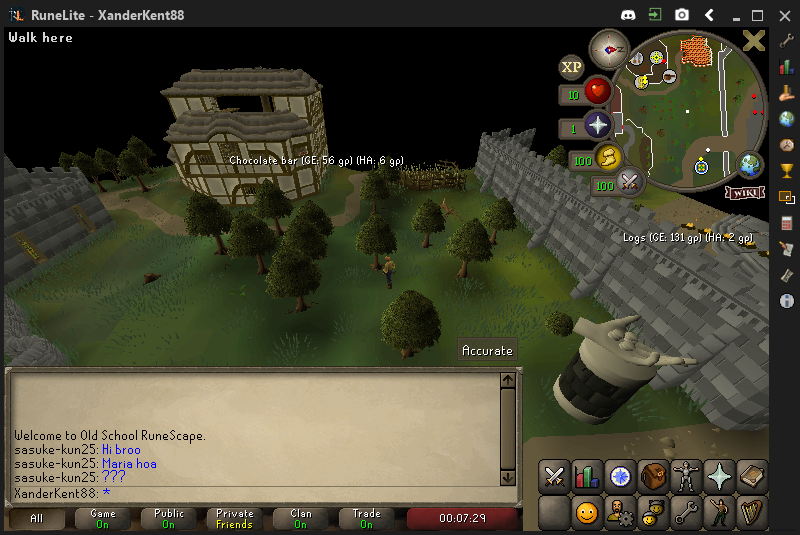 RuneLite - XanderKent88
Walk here
XP
10
1
100
100
WIKI
Chocolate bar (GE: 56 gp) (HA: 6 gp)
Logs (GE: 131 gp) (HA: 2 gp)
Accurate
Welcome to Old School RuneScape.
sasuke-kun25: Hi broo
sasuke-kun25: Maria hoa
sasuke-kun25: ???
XanderKent88: *
All
Game
On
Public
On
Private
Friends
Clan
On
Trade
On
00:07:29